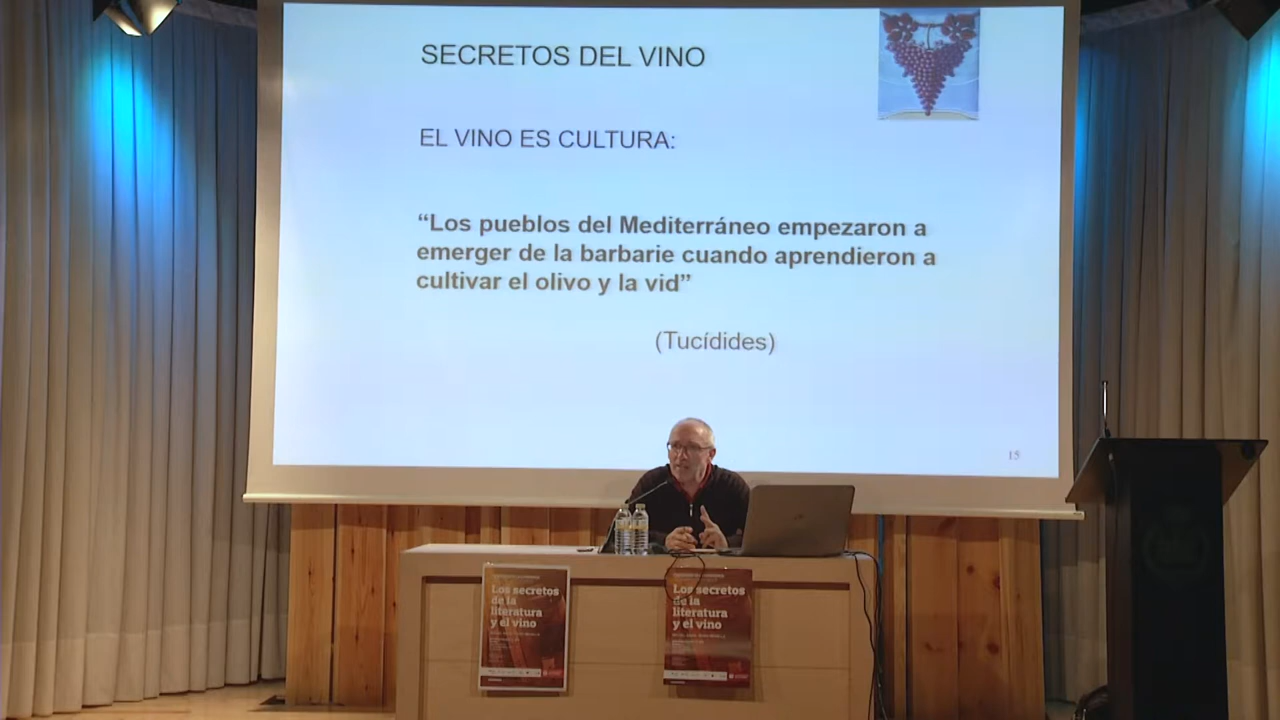 SECRETOS DEL VINO
EL VINO ES CULTURA:
“Los pueblos del Mediterráneo empezaron a
emerger de la barbarie cuando aprendieron a
cultivar el olivo y la vid”
(Tucídides)
15
Los secretos
de la
literatura
y el vino
Los secretos
de la
literatura
y el vino